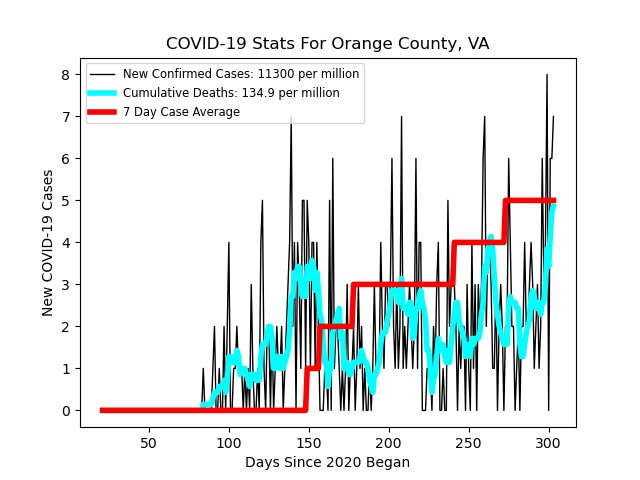 COVID-19 Stats For Orange County, VA
New Confirmed Cases: 11300 per million
Cumulative Deaths: 134.9 per million
7 Day Case Average
New COVID-19 Cases
8
7
6
5
4
3
2
1
0
50 100 150 200 250 300
Days Since 2020 Began